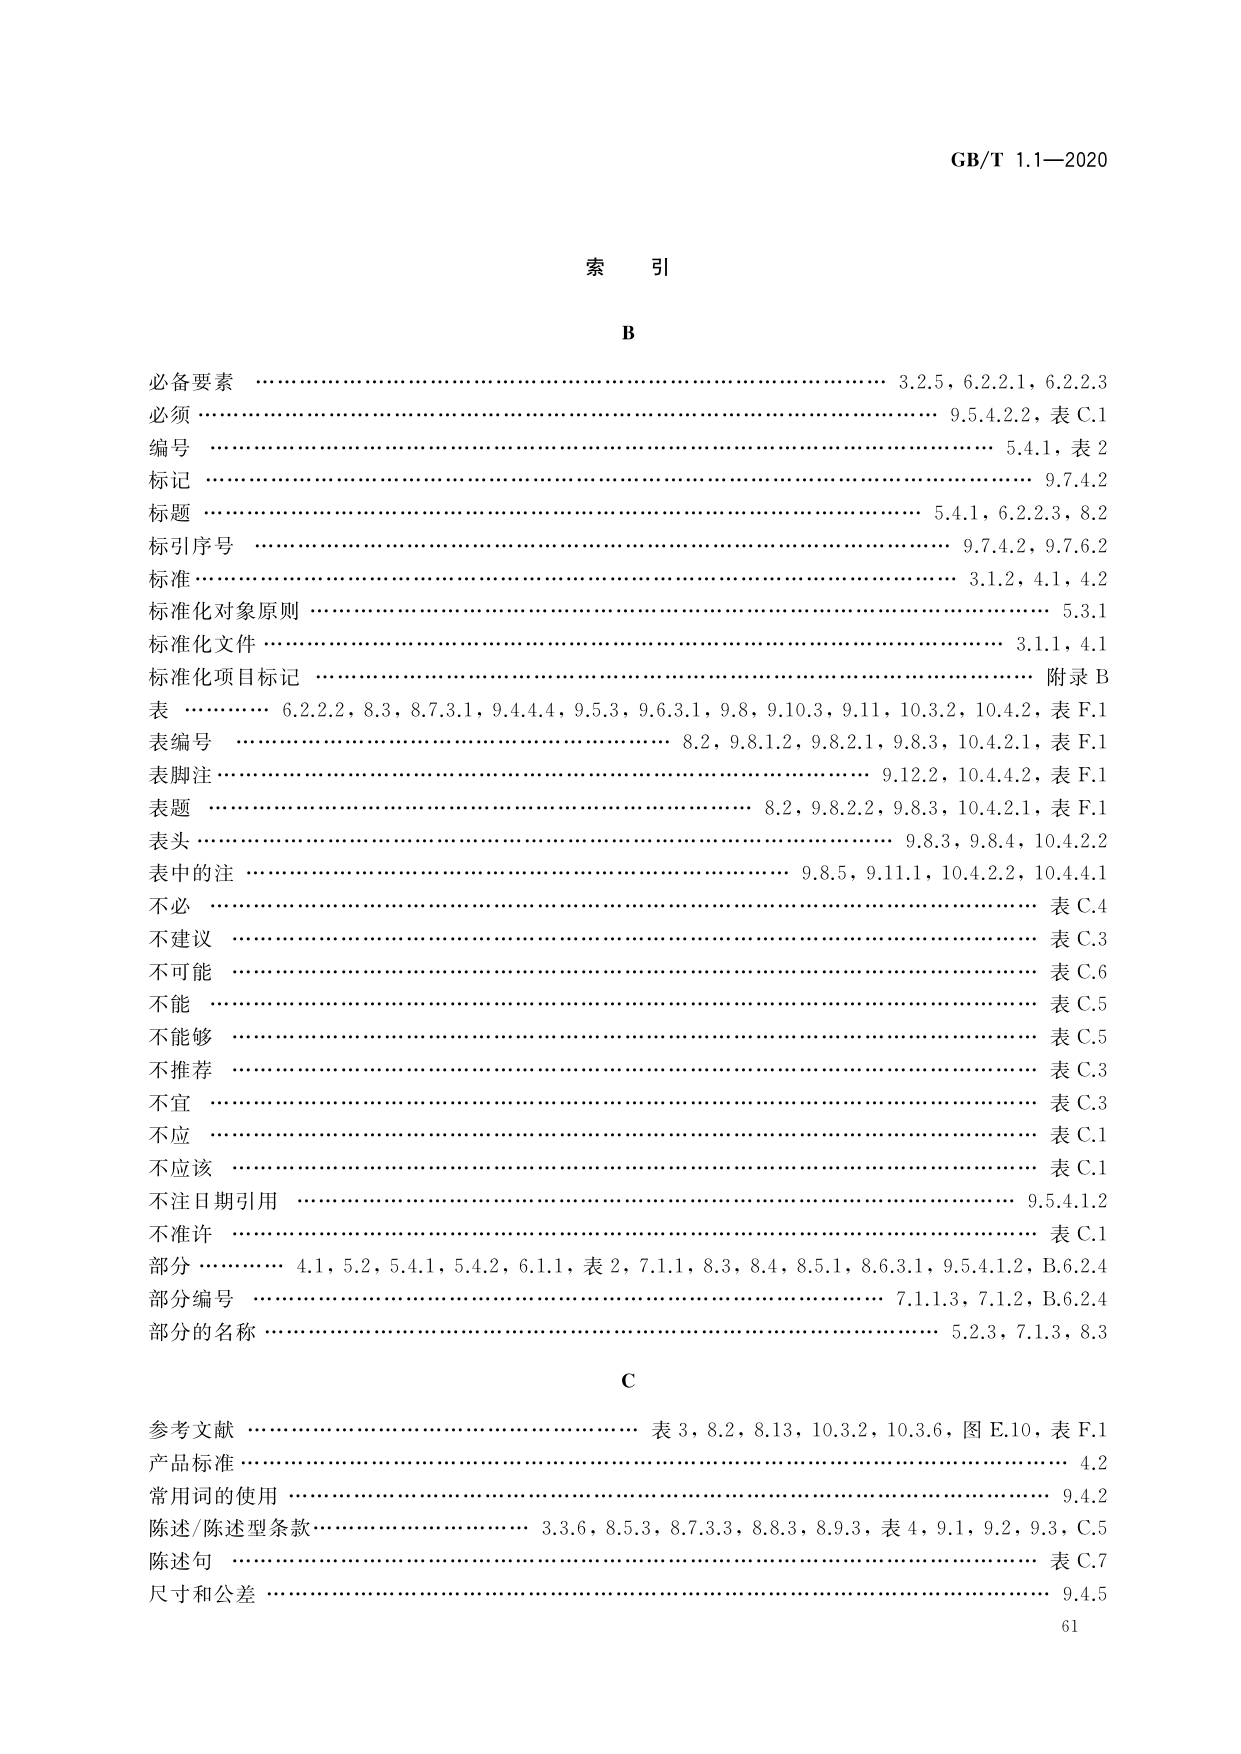 GB/T 1.1—2020
索 引
B
必备要素 …………………………………………………………………………… 3.2.5, 6.2.2.1, 6.2.2.3
必须 ………………………………………………………………………………………… 9.5.4.2.2, 表 C.1
编号 ……………………………………………………………………………………………… 5.4.1, 表 2
标记 …………………………………………………………………………………………………… 9.7.4.2
标题 ……………………………………………………………………………………… 5.4.1, 6.2.2.3, 8.2
标引序号 …………………………………………………………………………………… 9.7.4.2, 9.7.6.2
标准 …………………………………………………………………………………………… 3.1.2, 4.1, 4.2
标准化对象原则 ………………………………………………………………………………………… 5.3.1
标准化文件 ………………………………………………………………………………………… 3.1.1, 4.1
标准化项目标记 ……………………………………………………………………………………… 附录 B
表 ………… 6.2.2.2, 8.3, 8.7.3.1, 9.4.4.4, 9.5.3, 9.6.3.1, 9.8, 9.10.3, 9.11, 10.3.2, 10.4.2, 表 F.1
表编号 …………………………………………………… 8.2, 9.8.1.2, 9.8.2.1, 9.8.3, 10.4.2.1, 表 F.1
表脚注 ……………………………………………………………………………… 9.12.2, 10.4.4.2, 表 F.1
表题 ………………………………………………………………… 8.2, 9.8.2.2, 9.8.3, 10.4.2.1, 表 F.1
表头 …………………………………………………………………………………… 9.8.3, 9.8.4, 10.4.2.2
表中的注 ………………………………………………………………… 9.8.5, 9.11.1, 10.4.2.2, 10.4.4.1
不必 …………………………………………………………………………………………………… 表 C.4
不建议 ………………………………………………………………………………………………… 表 C.3
不可能 ………………………………………………………………………………………………… 表 C.6
不能 …………………………………………………………………………………………………… 表 C.5
不能够 ………………………………………………………………………………………………… 表 C.5
不推荐 ………………………………………………………………………………………………… 表 C.3
不宜 …………………………………………………………………………………………………… 表 C.3
不应 …………………………………………………………………………………………………… 表 C.1
不应该 ………………………………………………………………………………………………… 表 C.1
不注日期引用 ……………………………………………………………………………………… 9.5.4.1.2
不准许 ………………………………………………………………………………………………… 表 C.1
部分 ………… 4.1, 5.2, 5.4.1, 5.4.2, 6.1.1, 表 2, 7.1.1, 8.3, 8.4, 8.5.1, 8.6.3.1, 9.5.4.1.2, B.6.2.4
部分编号 …………………………………………………………………………… 7.1.1.3, 7.1.2, B.6.2.4
部分的名称 ………………………………………………………………………………… 5.2.3, 7.1.3, 8.3
C
参考文献 ……………………………………………… 表 3, 8.2, 8.13, 10.3.2, 10.3.6, 图 E.10, 表 F.1
产品标准 …………………………………………………………………………………………………… 4.2
常用词的使用 …………………………………………………………………………………………… 9.4.2
陈述/陈述型条款 ………………………… 3.3.6, 8.5.3, 8.7.3.3, 8.8.3, 8.9.3, 表 4, 9.1, 9.2, 9.3, C.5
陈述句 ………………………………………………………………………………………………… 表 C.7
尺寸和公差 ……………………………………………………………………………………………… 9.4.5
61